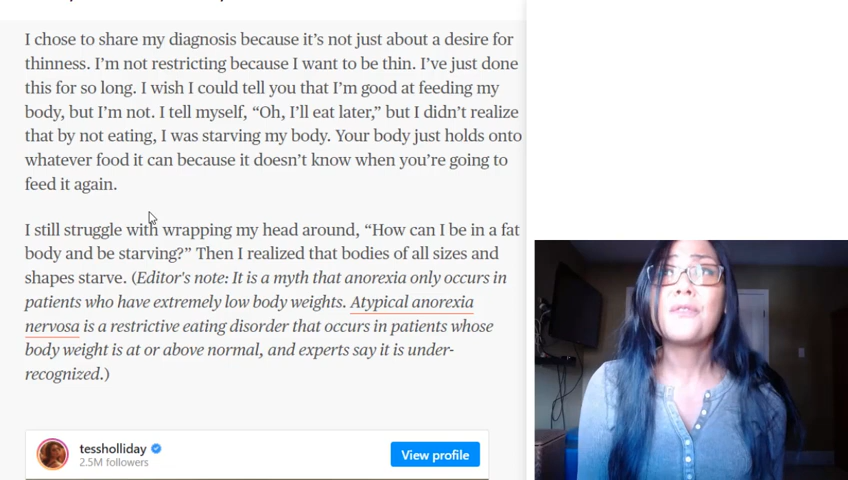 I chose to share my diagnosis because it's not just about a desire for
thinness. I'm not restricting because I want to be thin. I've just done
this for so long. I wish I could tell you that I'm good at feeding my
body, but I'm not. I tell myself, “Oh, I'll eat later,” but I didn't realize
that by not eating, I was starving my body. Your body just holds onto
whatever food it can because it doesn't know when you're going to
feed it again.
I still struggle with wrapping my head around, “How can I be in a fat
body and be starving?” Then I realized that bodies of all sizes and
shapes starve. (Editor's note: It is a myth that anorexia only occurs in
patients who have extremely low body weights. Atypical anorexia
nervosa is a restrictive eating disorder that occurs in patients whose
body weight is at or above normal, and experts say it is under-
recognized.)
tessholliday
2.5M followers
View profile